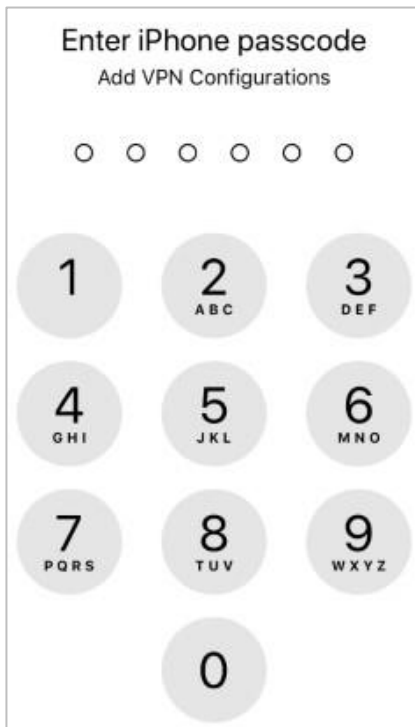 Enter iPhone passcode
Add VPN Configurations
1 2 3
ABC DEF
4 5 6
GHI JKL MNO
7 8 9
PQRS TUV WXYZ
0